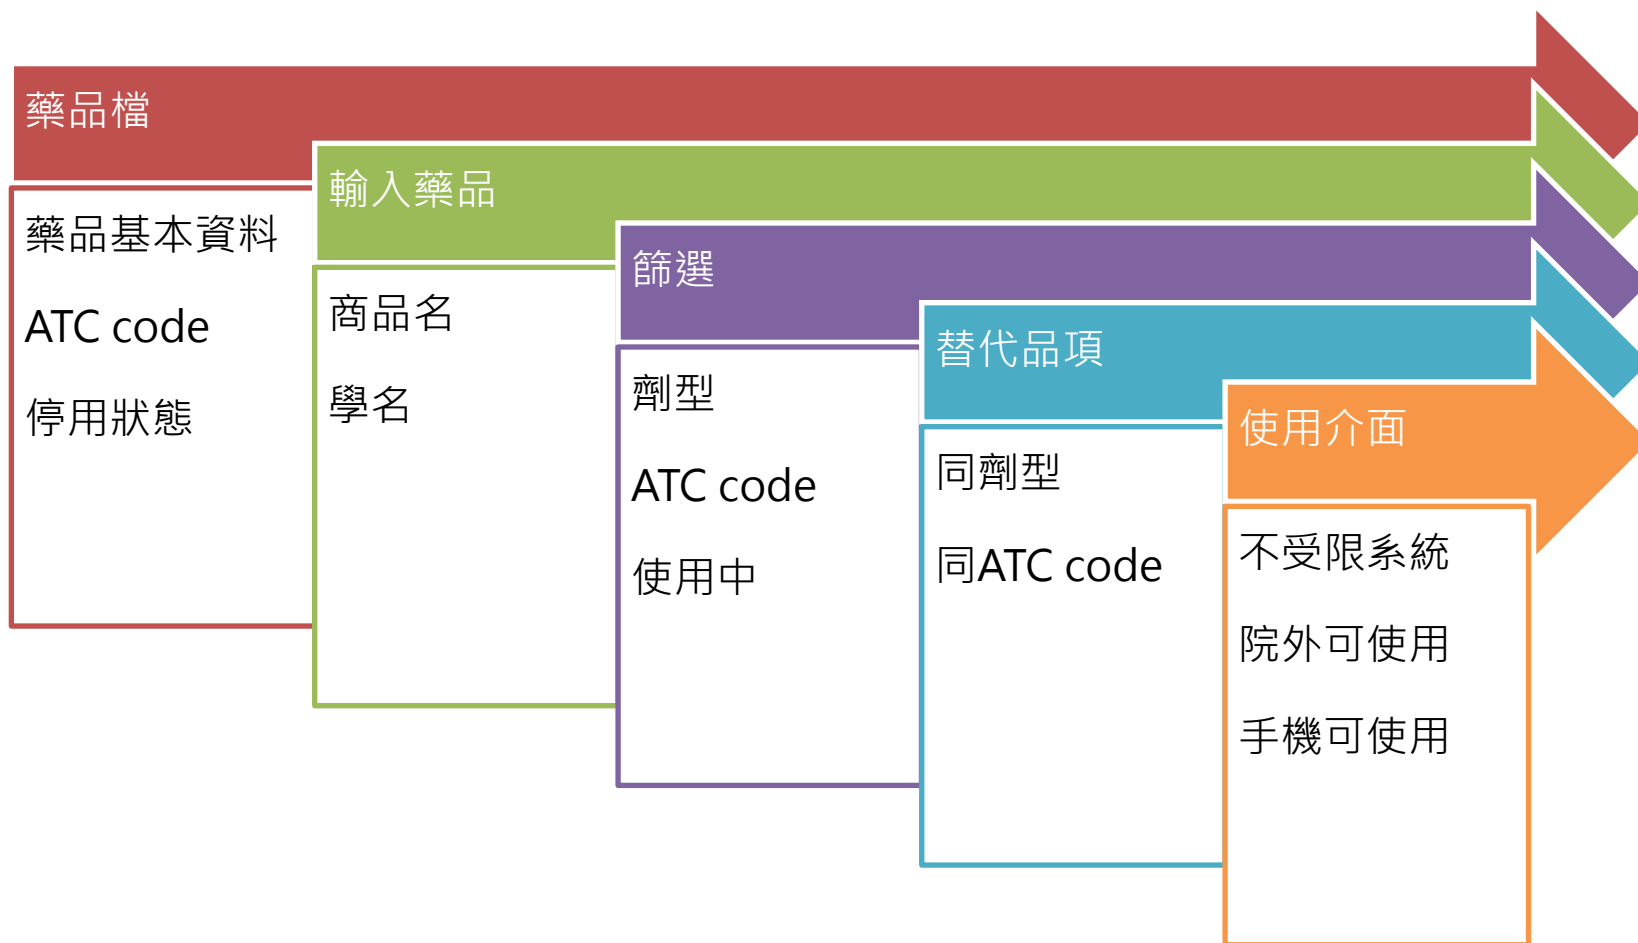 藥品檔
藥品基本資料
ATC code
停用狀態
輸入藥品
商品名
學名
篩選
劑型
ATC code
使用中
替代品項
同劑型
同ATC code
使用介面
不受限系統
院外可使用
手機可使用